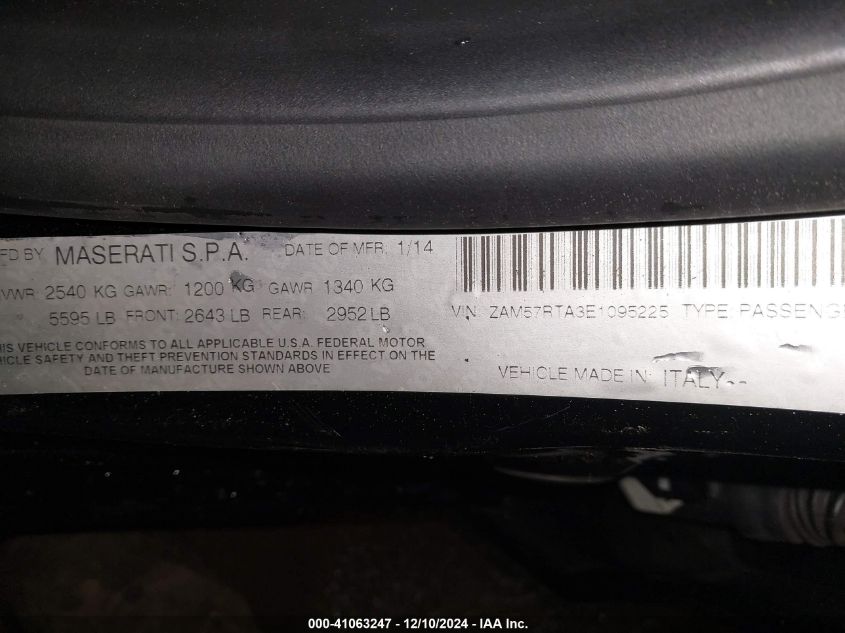 FD BY MASERATI S.P.A. DATE OF MFR. 1/14
VWR 2540 KG GAWR: 1200 KG GAWR 1340 KG
5595 LB FRONT: 2643 LB REAR: 2952 LB
HIS VEHICLE CONFORMS TO ALL APPLICABLE U.S.A. FEDERAL MOTOR
HICLE SAFETY AND THEFT PREVENTION STANDARDS IN EFFECT ON THE
DATE OF MANUFACTURE SHOWN ABOVE
VIN: ZAM57RTA3E1095225 TYPE: PASSENGE
VEHICLE MADE IN: ITALY
000-41063247 - 12/10/2024 - IAA Inc.